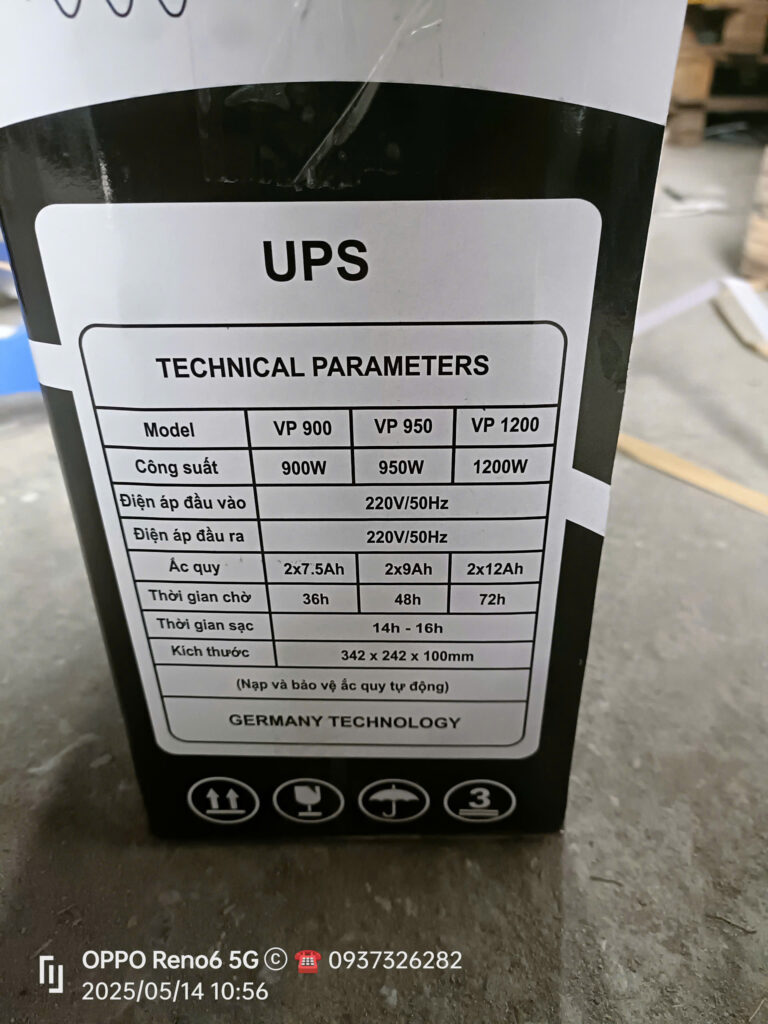 UPS
TECHNICAL PARAMETERS
Model VP 900 VP 950 VP 1200
Công suất 900W 950W 1200W
Điện áp đầu vào 220V/50Hz
Điện áp đầu ra 220V/50Hz
Ắc quy 2x7.5Ah 2x9Ah 2x12Ah
Thời gian chờ 36h 48h 72h
Thời gian sạc 14h - 16h
Kích thước 342 x 242 x 100mm
(Nạp và bảo vệ ắc quy tự động)
GERMANY TECHNOLOGY
3
OPPO Reno6 5G © ☎️ 0937326282
2025/05/14 10:56